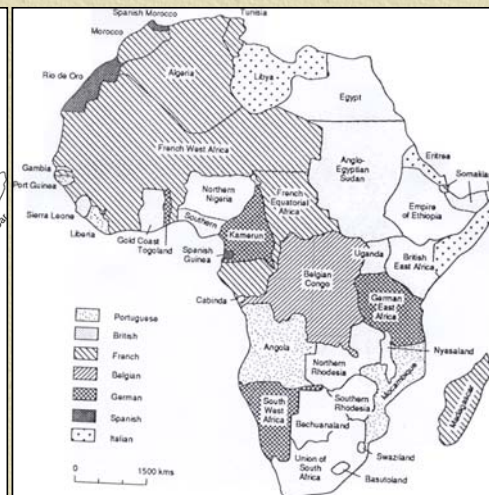 Spanish Morocco
Tunisia
Morocco
Algeria
Libya
Egypt
Rio de Oro
French West Africa
Anglo-
Egyptian
Sudan
Eritrea
Somalia
Gambia
Port Guinea
Northern
Nigeria
Southern
French
Equatorial
Africa
Empire
of Ethiopia
Sierra Leone
Liberia
Gold Coast
Togoland
Kamerun
Spanish
Guinea
Uganda
British
East Africa
Belgian
Congo
German
East
Africa
Cabinda
Angola
Nyasaland
Northern
Rhodesia
Mozambique
Madagascar
South
West
Africa
Southern
Rhodesia
Bechuanaland
Union of
South
Africa
Swaziland
Basutoland
Portuguese
British
French
Belgian
German
Spanish
Italian
0
1500 kms